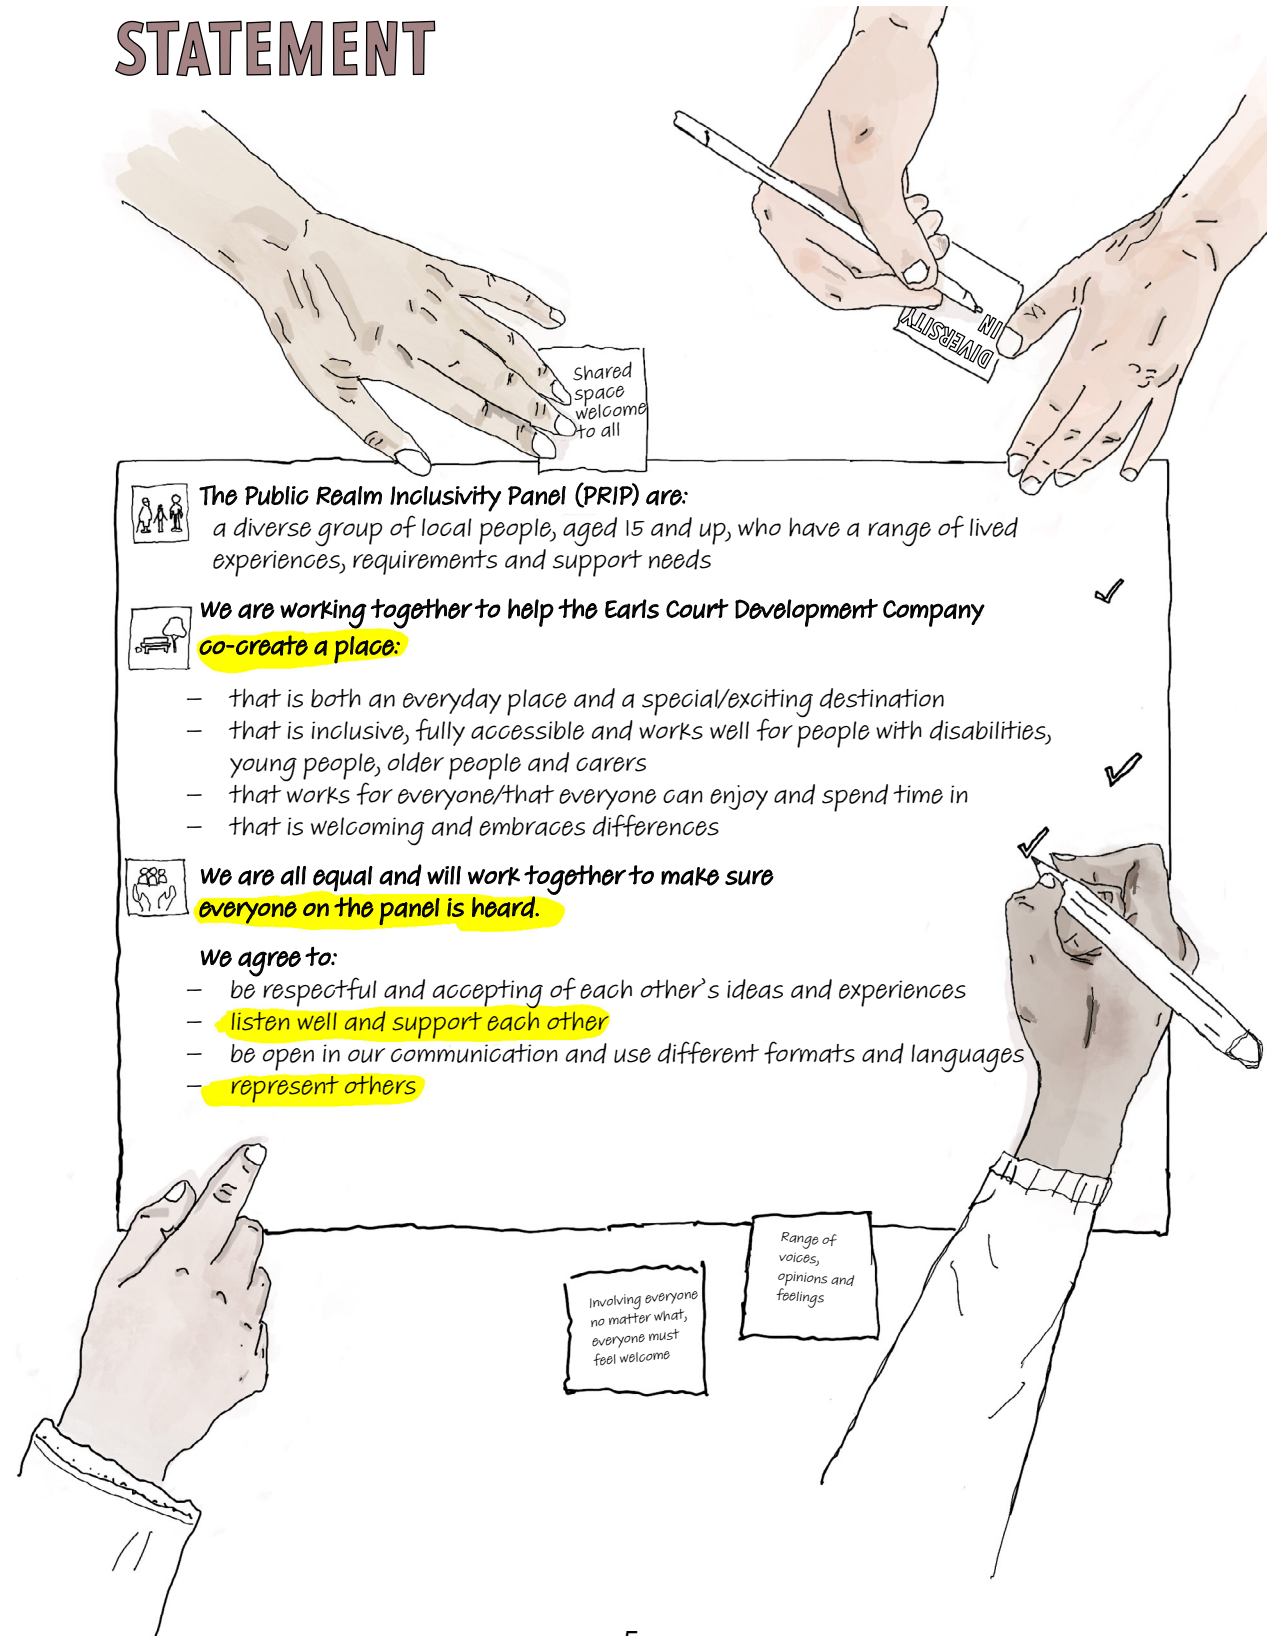 STATEMENT
DIVERSITY
IN
Shared
space
welcome
to all
The Public Realm Inclusivity Panel (PRIP) are:
a diverse group of local people, aged 15 and up, who have a range of lived
experiences, requirements and support needs
We are working together to help the Earls Court Development Company
co-create a place:
– that is both an everyday place and a special/exciting destination
– that is inclusive, fully accessible and works well for people with disabilities,
young people, older people and carers
– that works for everyone/that everyone can enjoy and spend time in
– that is welcoming and embraces differences
We are all equal and will work together to make sure
everyone on the panel is heard.
We agree to:
– be respectful and accepting of each other's ideas and experiences
– listen well and support each other
– be open in our communication and use different formats and languages
– represent others
Range of
voices,
opinions and
feelings
Involving everyone
no matter what,
everyone must
feel welcome